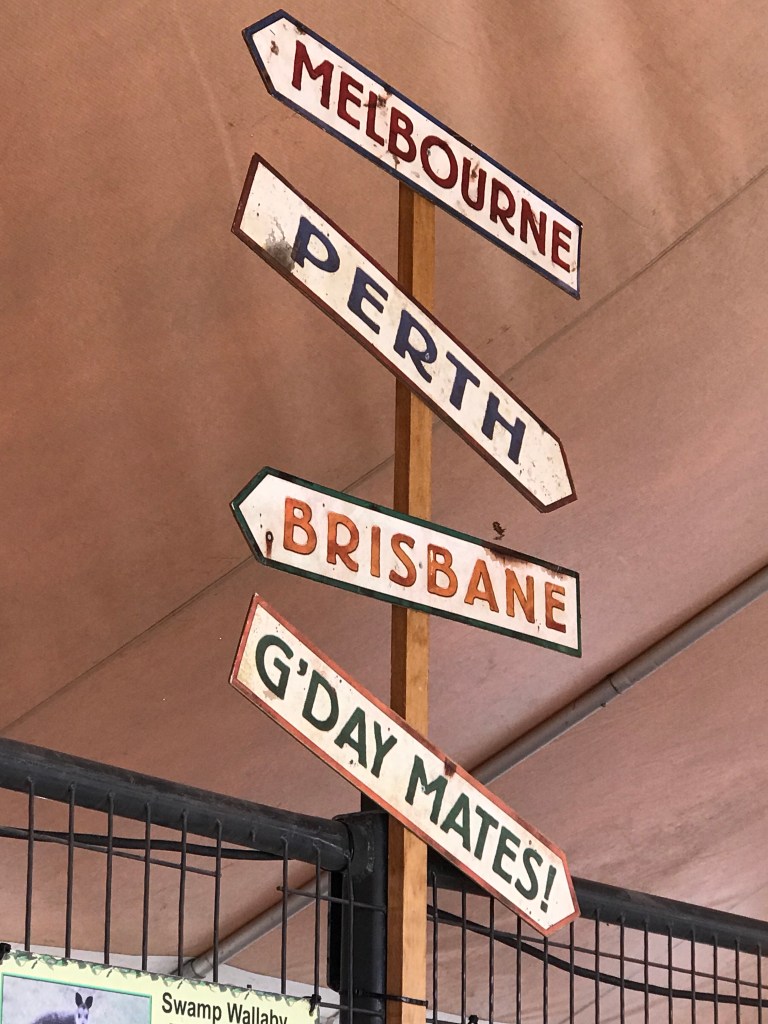 MELBOURNE
PERTH
BRISBANE
G'DAY MATES!
Swamp Wallaby